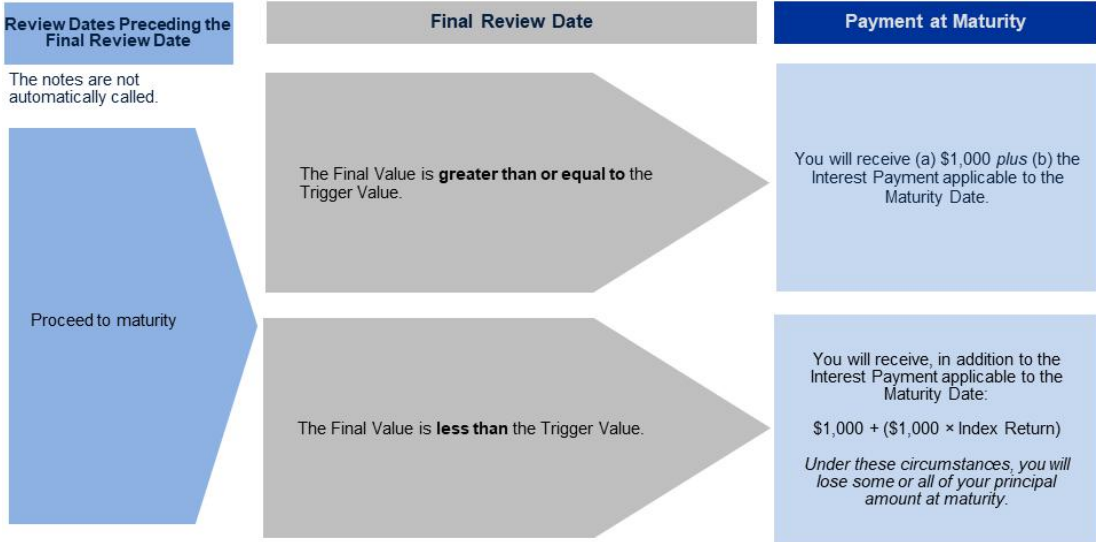 Review Dates Preceding the
Final Review Date
Final Review Date
Payment at Maturity
The notes are not
automatically called.
Proceed to maturity
The Final Value is greater than or equal to the
Trigger Value.
You will receive (a) $1,000 plus (b) the
Interest Payment applicable to the
Maturity Date.
The Final Value is less than the Trigger Value.
You will receive, in addition to the
Interest Payment applicable to the
Maturity Date:
$1,000 + ($1,000 × Index Return)
Under these circumstances, you will
lose some or all of your principal
amount at maturity.